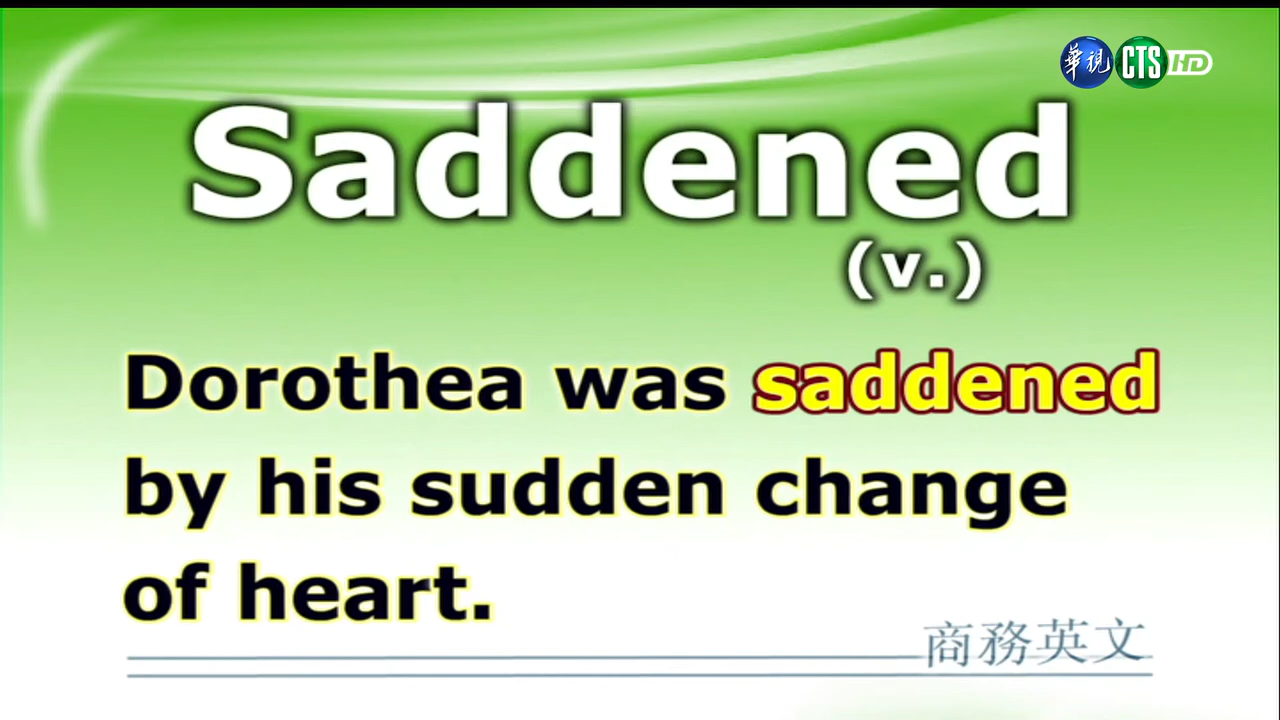 華視 CTS HD
Saddened
(v.)
Dorothea was saddened
by his sudden change
of heart.
商務英文